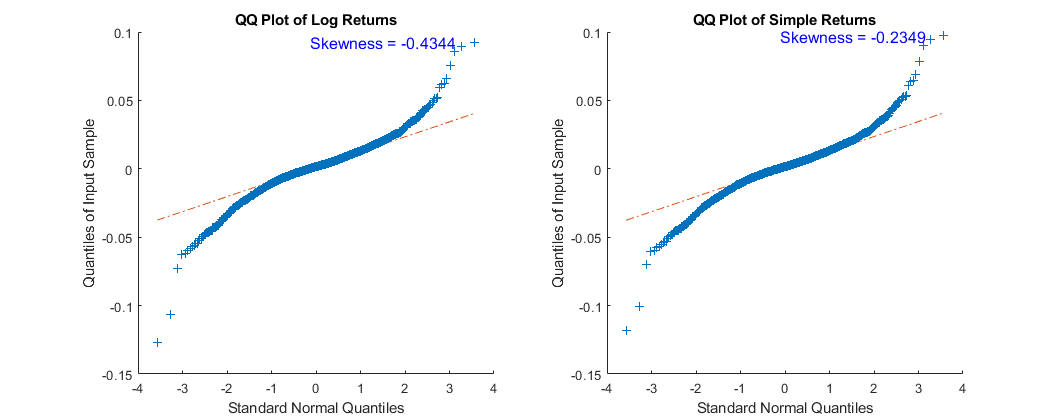 QQ Plot of Log Returns
Skewness = -0.4344
0.1
0.05
0
-0.05
-0.1
-0.15
Quantiles of Input Sample
-4 -3 -2 -1 0 1 2 3 4
Standard Normal Quantiles
QQ Plot of Simple Returns
Skewness = -0.2349
0.1
0.05
0
-0.05
-0.1
-0.15
Quantiles of Input Sample
-4 -3 -2 -1 0 1 2 3 4
Standard Normal Quantiles